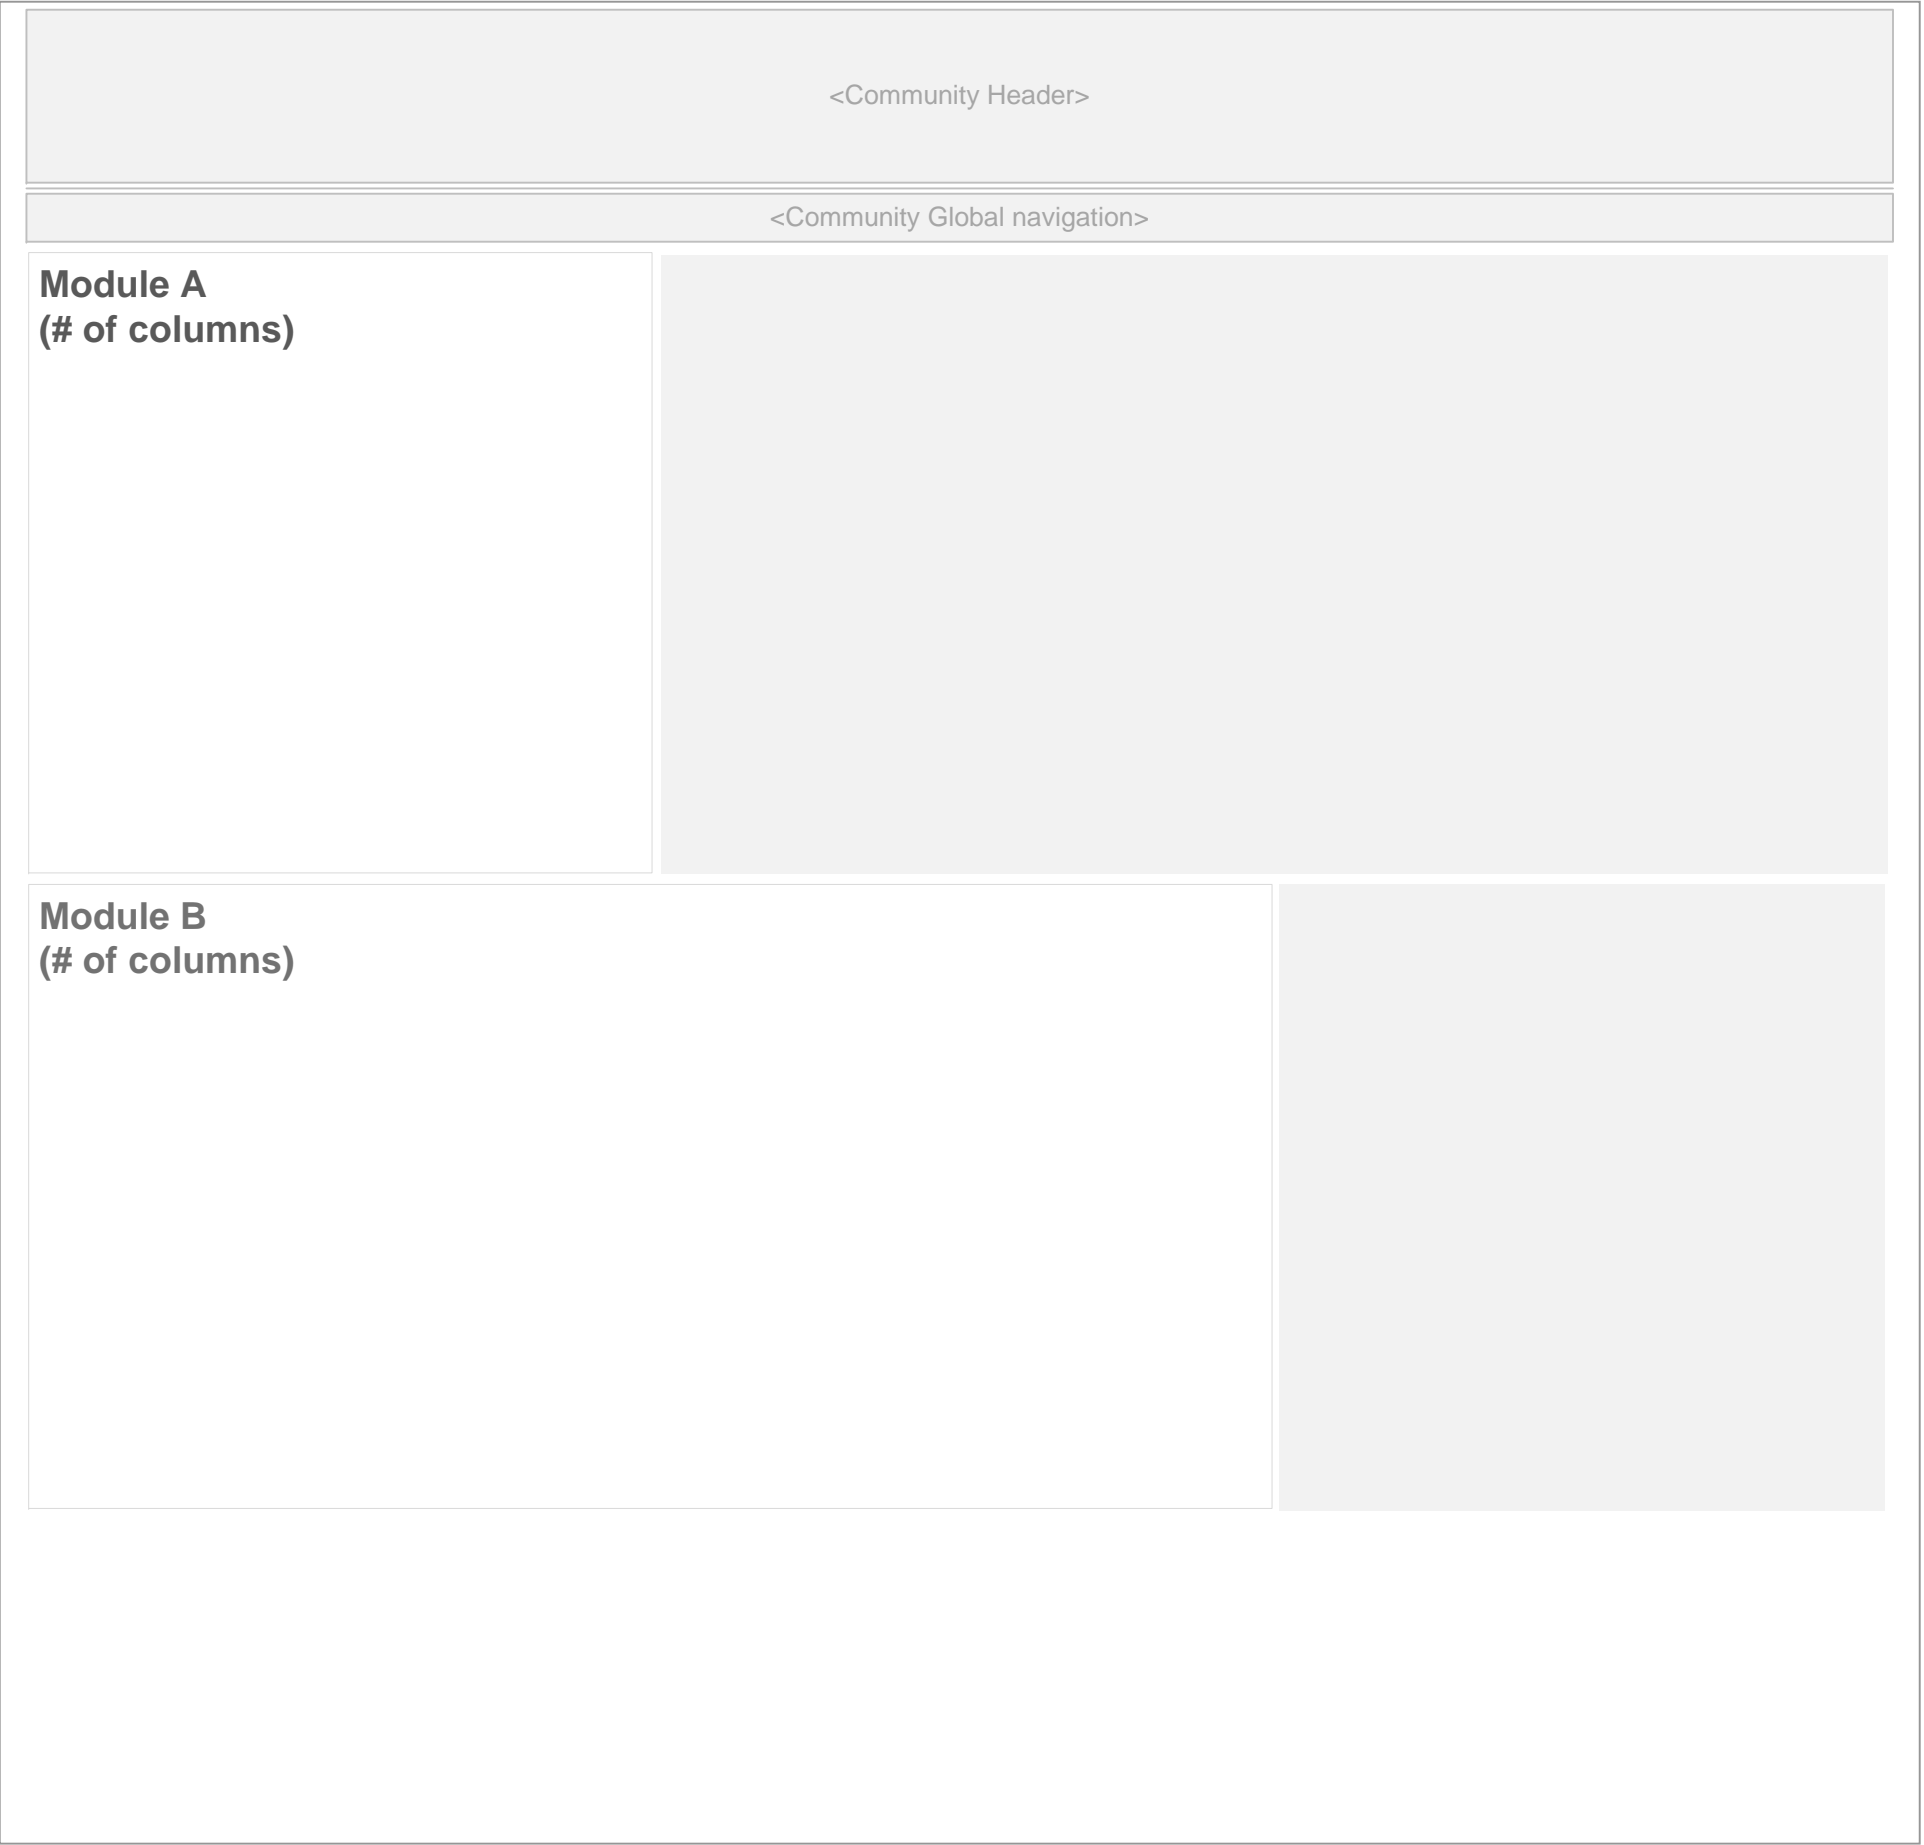 <Community Header>
<Community Global navigation>
Module A
(# of columns)
Module B
(# of columns)